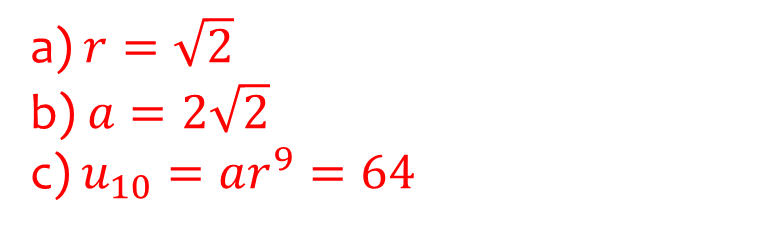 a) r = √2
b) a = 2√2
c) u₁₀ = ar⁹ = 64